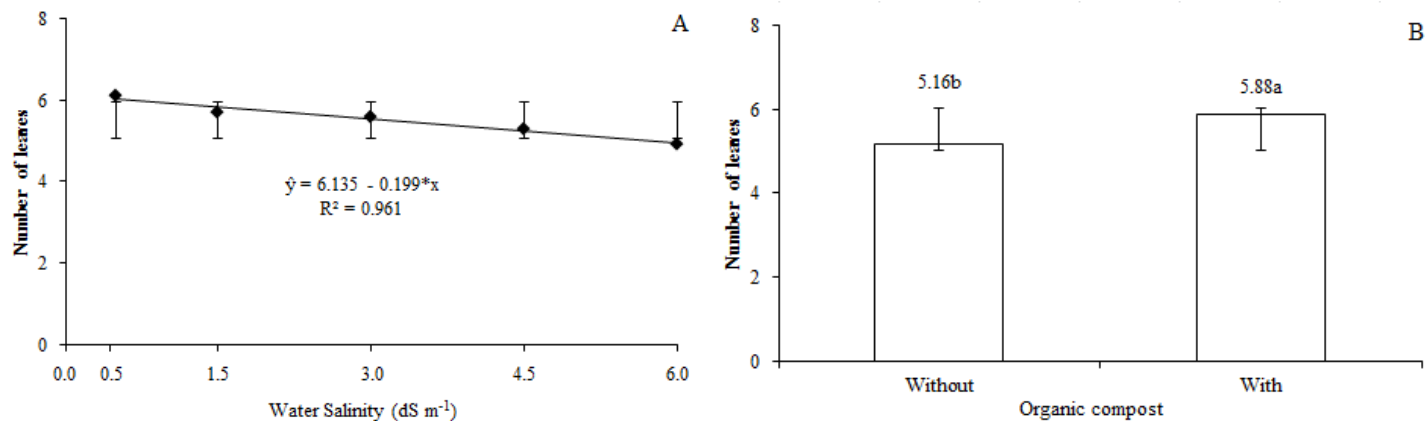 A
8
6
4
2
0
Number of leaves
ŷ = 6.135 - 0.199*x
R² = 0.961
0.0 0.5 1.5 3.0 4.5 6.0
Water Salinity (dS m⁻¹)
B
8
6
4
2
0
Number of leaves
5.16b 5.88a
Without With
Organic compost